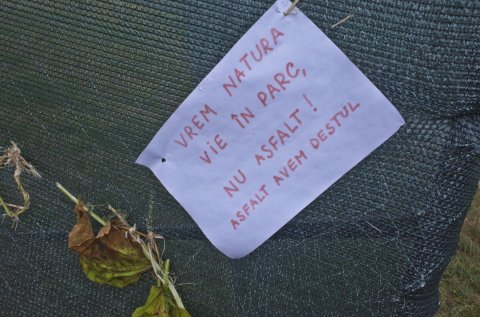 VREM NATURA
VIE ÎN PARC,
NU ASFALT!
ASFALT AVEM DESTUL